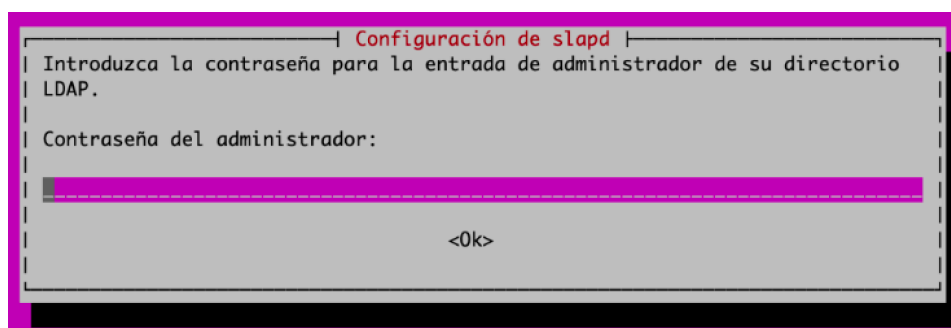 Configuración de slapd
Introduzca la contraseña para la entrada de administrador de su directorio
LDAP.
Contraseña del administrador:
<Ok>